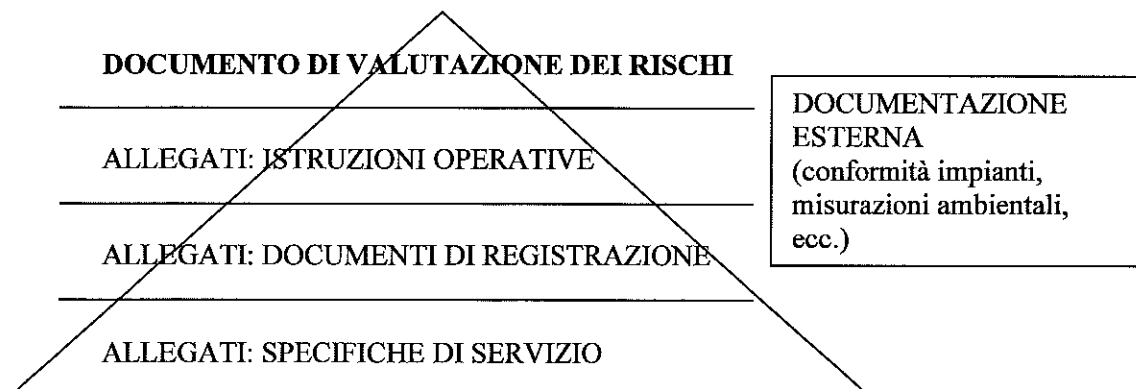 DOCUMENTO DI VALUTAZIONE DEI RISCHI
ALLEGATI: ISTRUZIONI OPERATIVE
ALLEGATI: DOCUMENTI DI REGISTRAZIONE
ALLEGATI: SPECIFICHE DI SERVIZIO
DOCUMENTAZIONE
ESTERNA
(conformità impianti,
misurazioni ambientali,
ecc.)